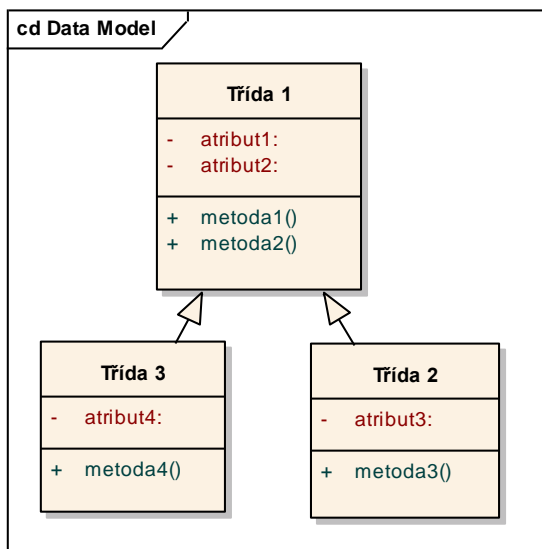 cd Data Model
Třída 1
- atribut1:
- atribut2:
+ metoda1()
+ metoda2()
Třída 3
- atribut4:
+ metoda4()
Třída 2
- atribut3:
+ metoda3()